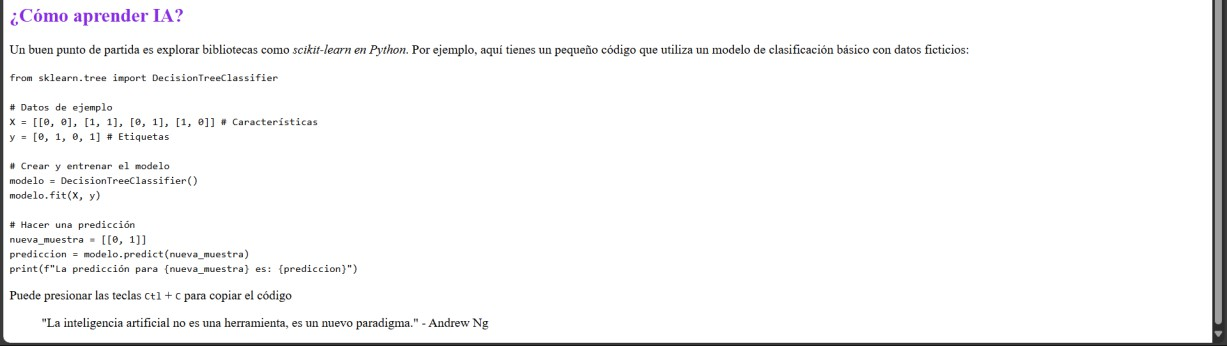 ¿Cómo aprender IA?
Un buen punto de partida es explorar bibliotecas como scikit-learn en Python. Por ejemplo, aquí tienes un pequeño código que utiliza un modelo de clasificación básico con datos ficticios:
from sklearn.tree import DecisionTreeClassifier
# Datos de ejemplo
X = [[0, 0], [1, 1], [0, 1], [1, 0]] # Características
y = [0, 1, 0, 1] # Etiquetas
# Crear y entrenar el modelo
modelo = DecisionTreeClassifier()
modelo.fit(X, y)
# Hacer una predicción
nueva_muestra = [[0, 1]]
prediccion = modelo.predict(nueva_muestra)
print(f"La predicción para {nueva_muestra} es: {prediccion}")
Puede presionar las teclas Ctl + C para copiar el código
"La inteligencia artificial no es una herramienta, es un nuevo paradigma." - Andrew Ng